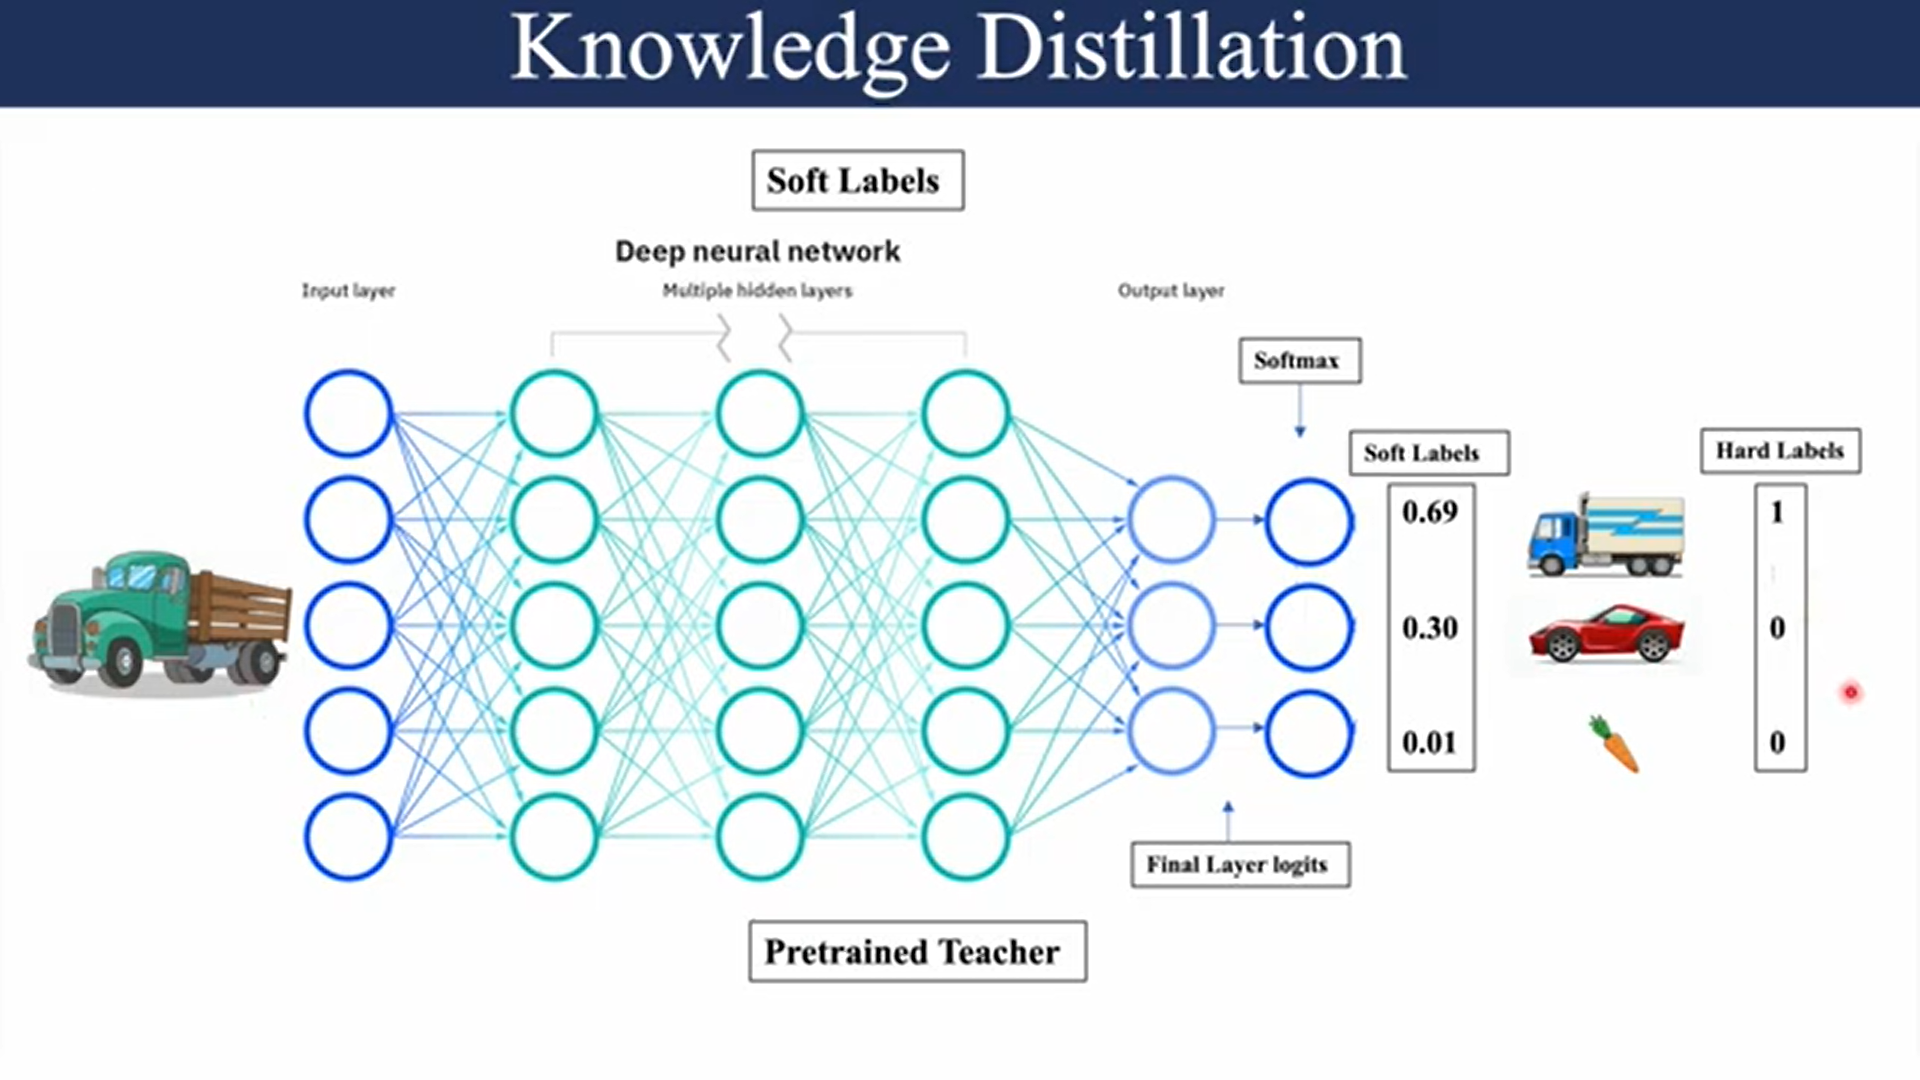 Knowledge Distillation
Soft Labels
Deep neural network
Input layer
Multiple hidden layers
Output layer
Softmax
Soft Labels
Hard Labels
0.69
1
0.30
0
0.01
0
Final Layer logits
Pretrained Teacher